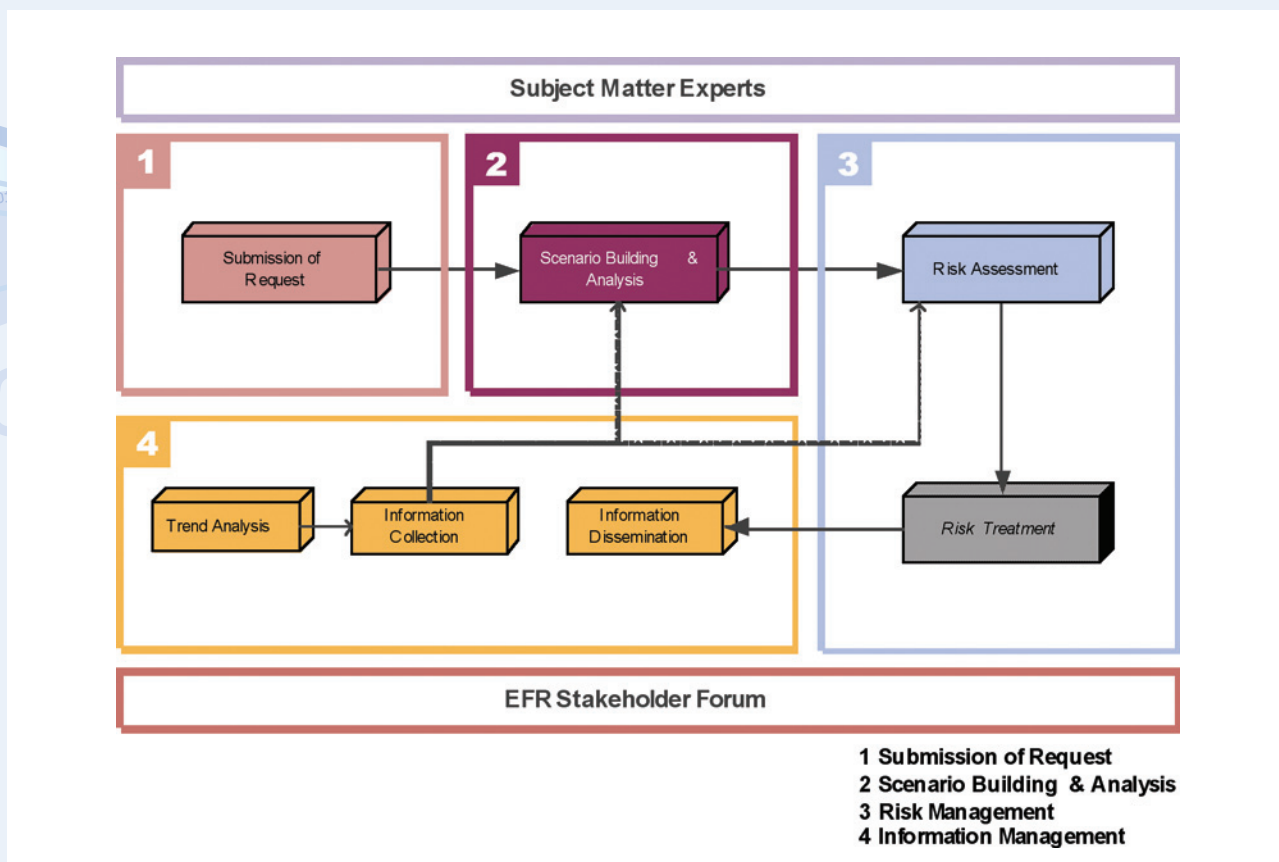 Subject Matter Experts
1
2
3
Submission of
Request
Scenario Building &
Analysis
Risk Assessment
4
Trend Analysis
Information
Collection
Information
Dissemination
Risk Treatment
EFR Stakeholder Forum
1 Submission of Request
2 Scenario Building & Analysis
3 Risk Management
4 Information Management